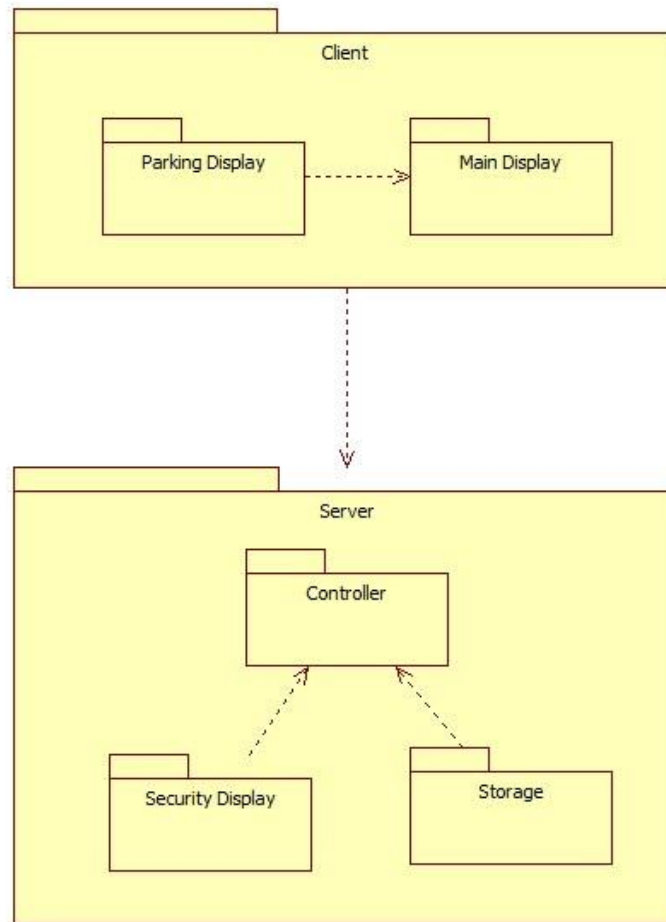 Client
Parking Display
Main Display
Server
Controller
Security Display
Storage